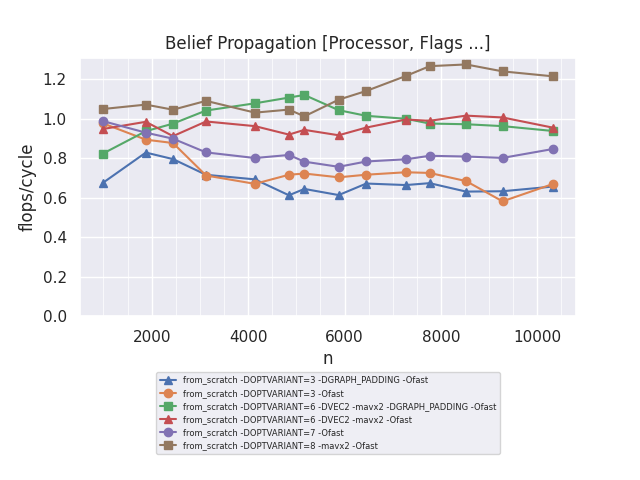 Belief Propagation [Processor, Flags ...]
flops/cycle
1.2
1.0
0.8
0.6
0.4
0.2
0.0
2000 4000 6000 8000 10000
n
from_scratch -DOPTVARIANT=3 -DGRAPH_PADDING -Ofast
from_scratch -DOPTVARIANT=3 -Ofast
from_scratch -DOPTVARIANT=6 -DVEC2 -mavx2 -DGRAPH_PADDING -Ofast
from_scratch -DOPTVARIANT=6 -DVEC2 -mavx2 -Ofast
from_scratch -DOPTVARIANT=7 -Ofast
from_scratch -DOPTVARIANT=8 -mavx2 -Ofast